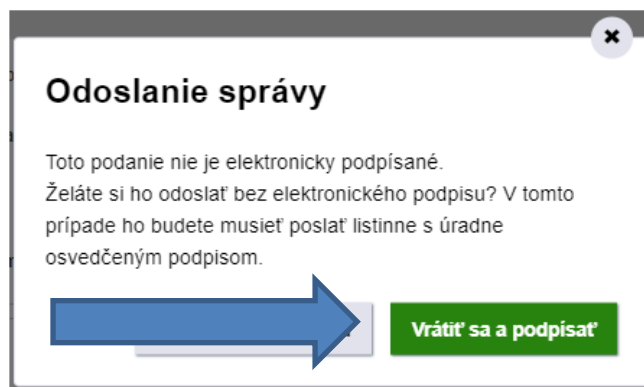 Odoslanie správy
Toto podanie nie je elektronicky podpísané.
Želáte si ho odoslať bez elektronického podpisu? V tomto
prípade ho budete musieť poslať listinne s úradne
osvedčeným podpisom.
Vrátiť sa a podpísať